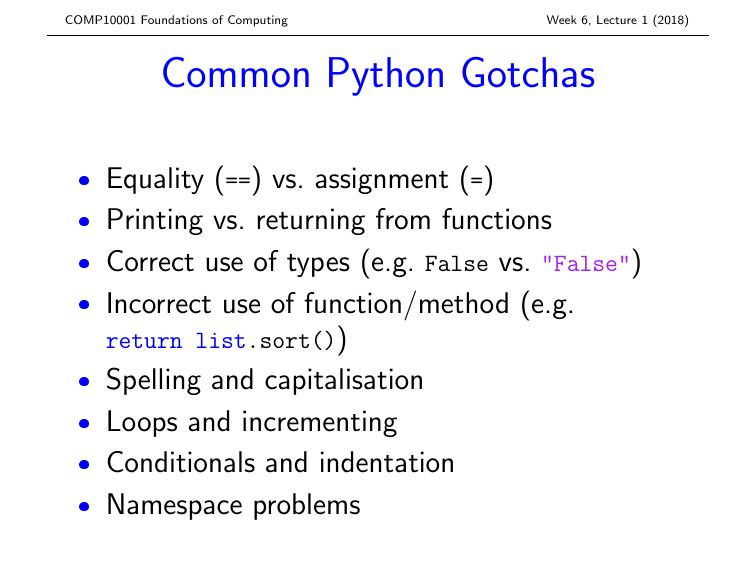 COMP10001 Foundations of Computing Week 6, Lecture 1 (2018)
Common Python Gotchas
• Equality (==) vs. assignment (=)
• Printing vs. returning from functions
• Correct use of types (e.g. False vs. "False")
• Incorrect use of function/method (e.g.
return list.sort())
• Spelling and capitalisation
• Loops and incrementing
• Conditionals and indentation
• Namespace problems